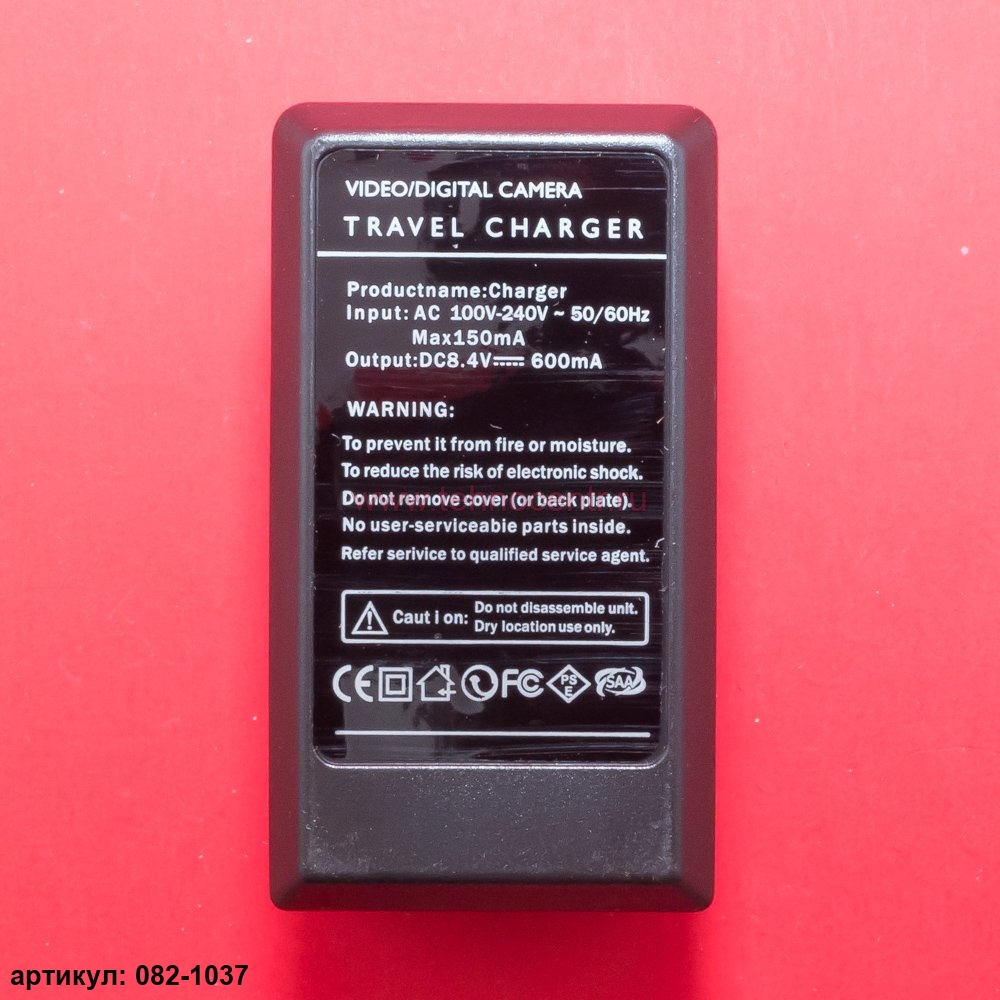 VIDEO/DIGITAL CAMERA
TRAVEL CHARGER
Productname:Charger
Input: AC 100V-240V ~ 50/60Hz
Max150mA
Output:DC8.4V⎓ 600mA
WARNING:
To prevent it from fire or moisture.
To reduce the risk of electronic shock.
Do not remove cover (or back plate).
No user-serviceable parts inside.
Refer serivice to qualified service agent.
Caut i on: Do not disassemble unit.
Dry location use only.
CE FC PS E SAA
артикул: 082-1037